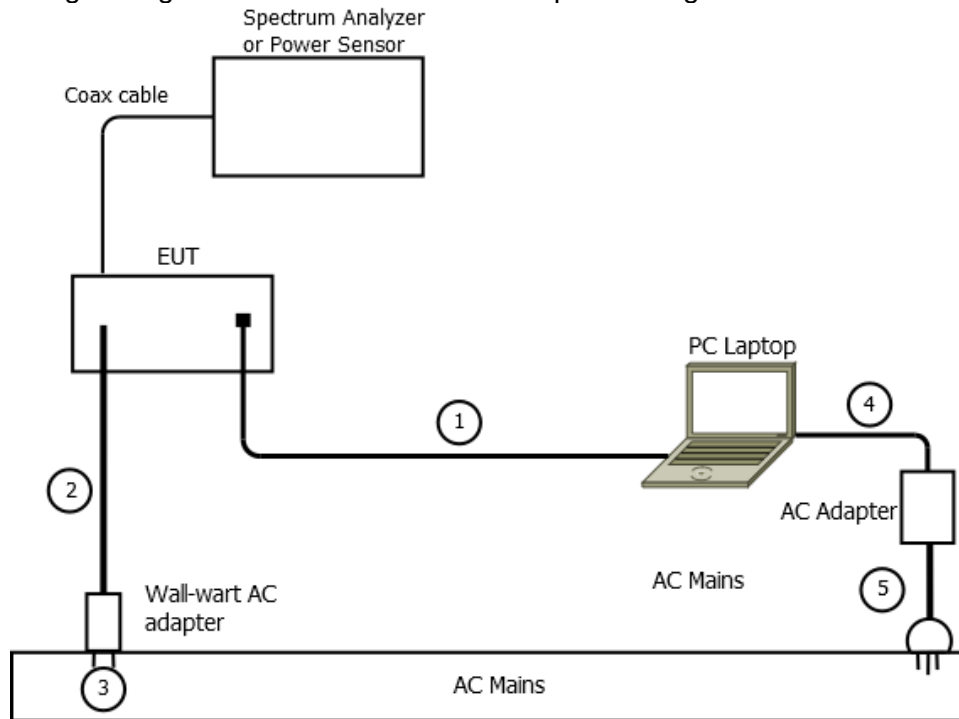 Spectrum Analyzer
or Power Sensor
Coax cable
EUT
PC Laptop
1
4
2
AC Adapter
Wall-wart AC
adapter
AC Mains
5
3
AC Mains